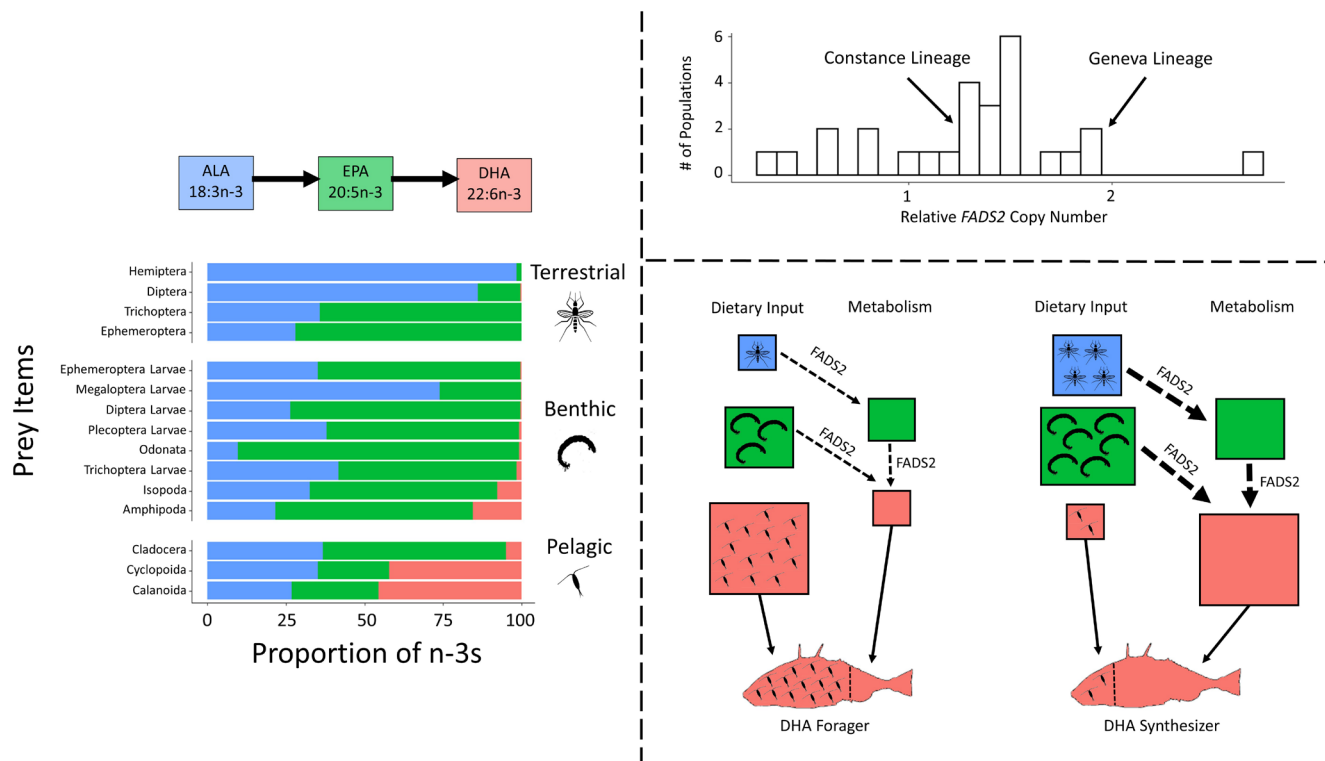 ALA
18:3n-3
EPA
20:5n-3
DHA
22:6n-3
Prey Items
Hemiptera
Diptera
Trichoptera
Ephemeroptera
Terrestrial
Ephemeroptera Larvae
Megaloptera Larvae
Diptera Larvae
Plecoptera Larvae
Odonata
Trichoptera Larvae
Isopoda
Amphipoda
Benthic
Cladocera
Cyclopoida
Calanoida
Pelagic
0 25 50 75 100
Proportion of n-3s
# of Populations
6
4
2
0
Constance Lineage
Geneva Lineage
1 2
Relative FADS2 Copy Number
Dietary Input Metabolism
FADS2
FADS2
FADS2
DHA Forager
Dietary Input Metabolism
FADS2
FADS2
FADS2
DHA Synthesizer